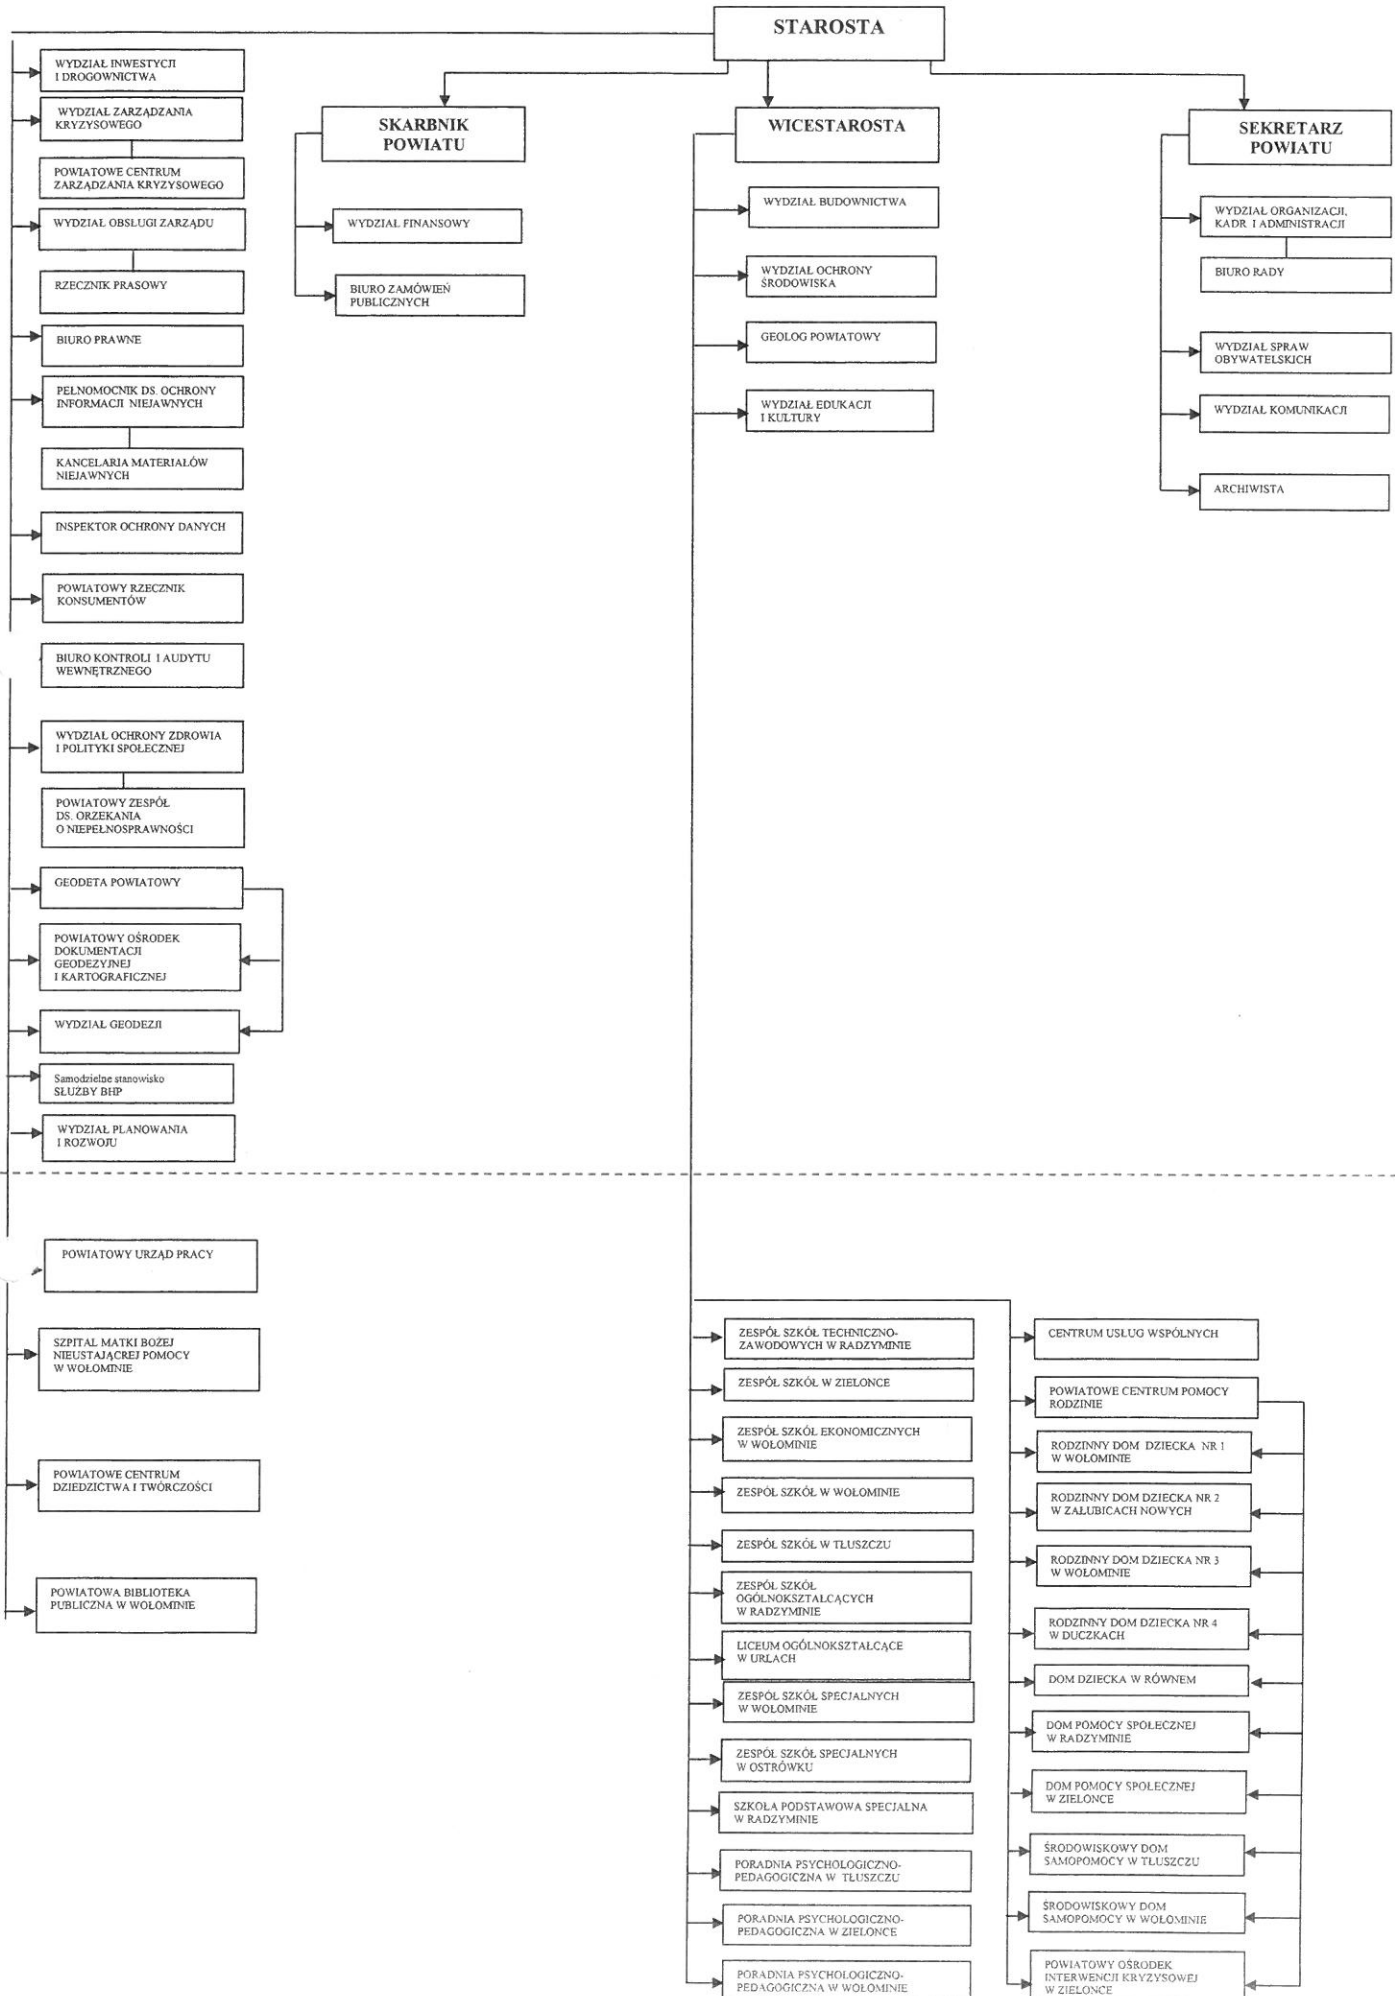 STAROSTA
WYDZIAŁ INWESTYCJI
I DROGOWNICTWA
WYDZIAŁ ZARZĄDZANIA
KRYZYSOWEGO
POWIATOWE CENTRUM
ZARZĄDZANIA KRYZYSOWEGO
WYDZIAŁ OBSŁUGI ZARZĄDU
RZECZNIK PRASOWY
BIURO PRAWNE
PEŁNOMOCNIK DS. OCHRONY
INFORMACJI NIEJAWNYCH
KANCELARIA MATERIAŁÓW
NIEJAWNYCH
INSPEKTOR OCHRONY DANYCH
POWIATOWY RZECZNIK
KONSUMENTÓW
BIURO KONTROLI I AUDYTU
WEWNĘTRZNEGO
WYDZIAŁ OCHRONY ZDROWIA
I POLITYKI SPOŁECZNEJ
POWIATOWY ZESPÓŁ
DS. ORZEKANIA
O NIEPEŁNOSPRAWNOŚCI
GEODETA POWIATOWY
POWIATOWY OŚRODEK
DOKUMENTACJI
GEODEZYJNEJ
I KARTOGRAFICZNEJ
WYDZIAŁ GEODEZJI
Samodzielne stanowisko
SŁUŻBY BHP
WYDZIAŁ PLANOWANIA
I ROZWOJU
SKARBNIK
POWIATU
WYDZIAŁ FINANSOWY
BIURO ZAMÓWIEŃ
PUBLICZNYCH
WICESTAROSTA
WYDZIAŁ BUDOWNICTWA
WYDZIAŁ OCHRONY
ŚRODOWISKA
GEOLOG POWIATOWY
WYDZIAŁ EDUKACJI
I KULTURY
SEKRETARZ
POWIATU
WYDZIAŁ ORGANIZACJI,
KADR I ADMINISTRACJI
BIURO RADY
WYDZIAŁ SPRAW
OBYWATELSKICH
WYDZIAŁ KOMUNIKACJI
ARCHIWISTA
POWIATOWY URZĄD PRACY
SZPITAL MATKI BOŻEJ
NIEUSTAJĄCREJ POMOCY
W WOŁOMINIE
POWIATOWE CENTRUM
DZIEDZICTWA I TWÓRCZOŚCI
POWIATOWA BIBLIOTEKA
PUBLICZNA W WOŁOMINIE
ZESPÓŁ SZKÓŁ TECHNICZNO-
ZAWODOWYCH W RADZYMINIE
ZESPÓŁ SZKÓŁ W ZIELONCE
ZESPÓŁ SZKÓŁ EKONOMICZNYCH
W WOŁOMINIE
ZESPÓŁ SZKÓŁ W WOŁOMINIE
ZESPÓŁ SZKÓŁ W TŁUSZCZU
ZESPÓŁ SZKÓŁ
OGÓLNOKSZTAŁCĄCYCH
W RADZYMINIE
LICEUM OGÓLNOKSZTAŁCĄCE
W URLACH
ZESPÓŁ SZKÓŁ SPECJALNYCH
W WOŁOMINIE
ZESPÓŁ SZKÓŁ SPECJALNYCH
W OSTRÓWKU
SZKOŁA PODSTAWOWA SPECJALNA
W RADZYMINIE
PORADNIA PSYCHOLOGICZNO-
PEDAGOGICZNA W TŁUSZCZU
PORADNIA PSYCHOLOGICZNO-
PEDAGOGICZNA W ZIELONCE
PORADNIA PSYCHOLOGICZNO-
PEDAGOGICZNA W WOŁOMINIE
CENTRUM USŁUG WSPÓLNYCH
POWIATOWE CENTRUM POMOCY
RODZINIE
RODZINNY DOM DZIECKA NR 1
W WOŁOMINIE
RODZINNY DOM DZIECKA NR 2
W ZAŁUBICACH NOWYCH
RODZINNY DOM DZIECKA NR 3
W WOŁOMINIE
RODZINNY DOM DZIECKA NR 4
W DUCZKACH
DOM DZIECKA W RÓWNEM
DOM POMOCY SPOŁECZNEJ
W RADZYMINIE
DOM POMOCY SPOŁECZNEJ
W ZIELONCE
ŚRODOWISKOWY DOM
SAMOPOMOCY W TŁUSZCZU
ŚRODOWISKOWY DOM
SAMOPOMOCY W WOŁOMINIE
POWIATOWY OŚRODEK
INTERWENCJI KRYZYSOWEJ
W ZIELONCE